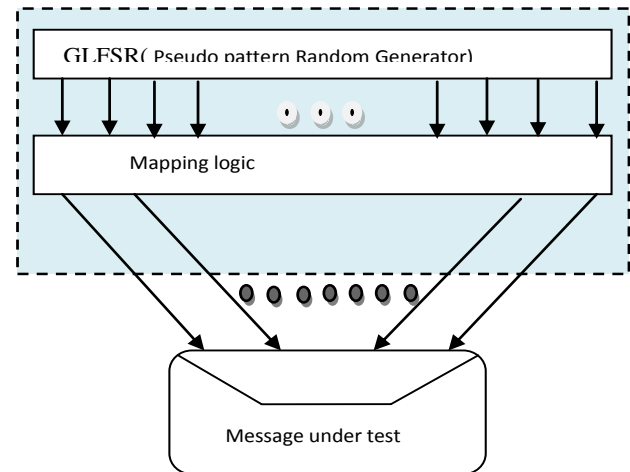 GLFSR( Pseudo pattern Random Generator)
Mapping logic
Message under test